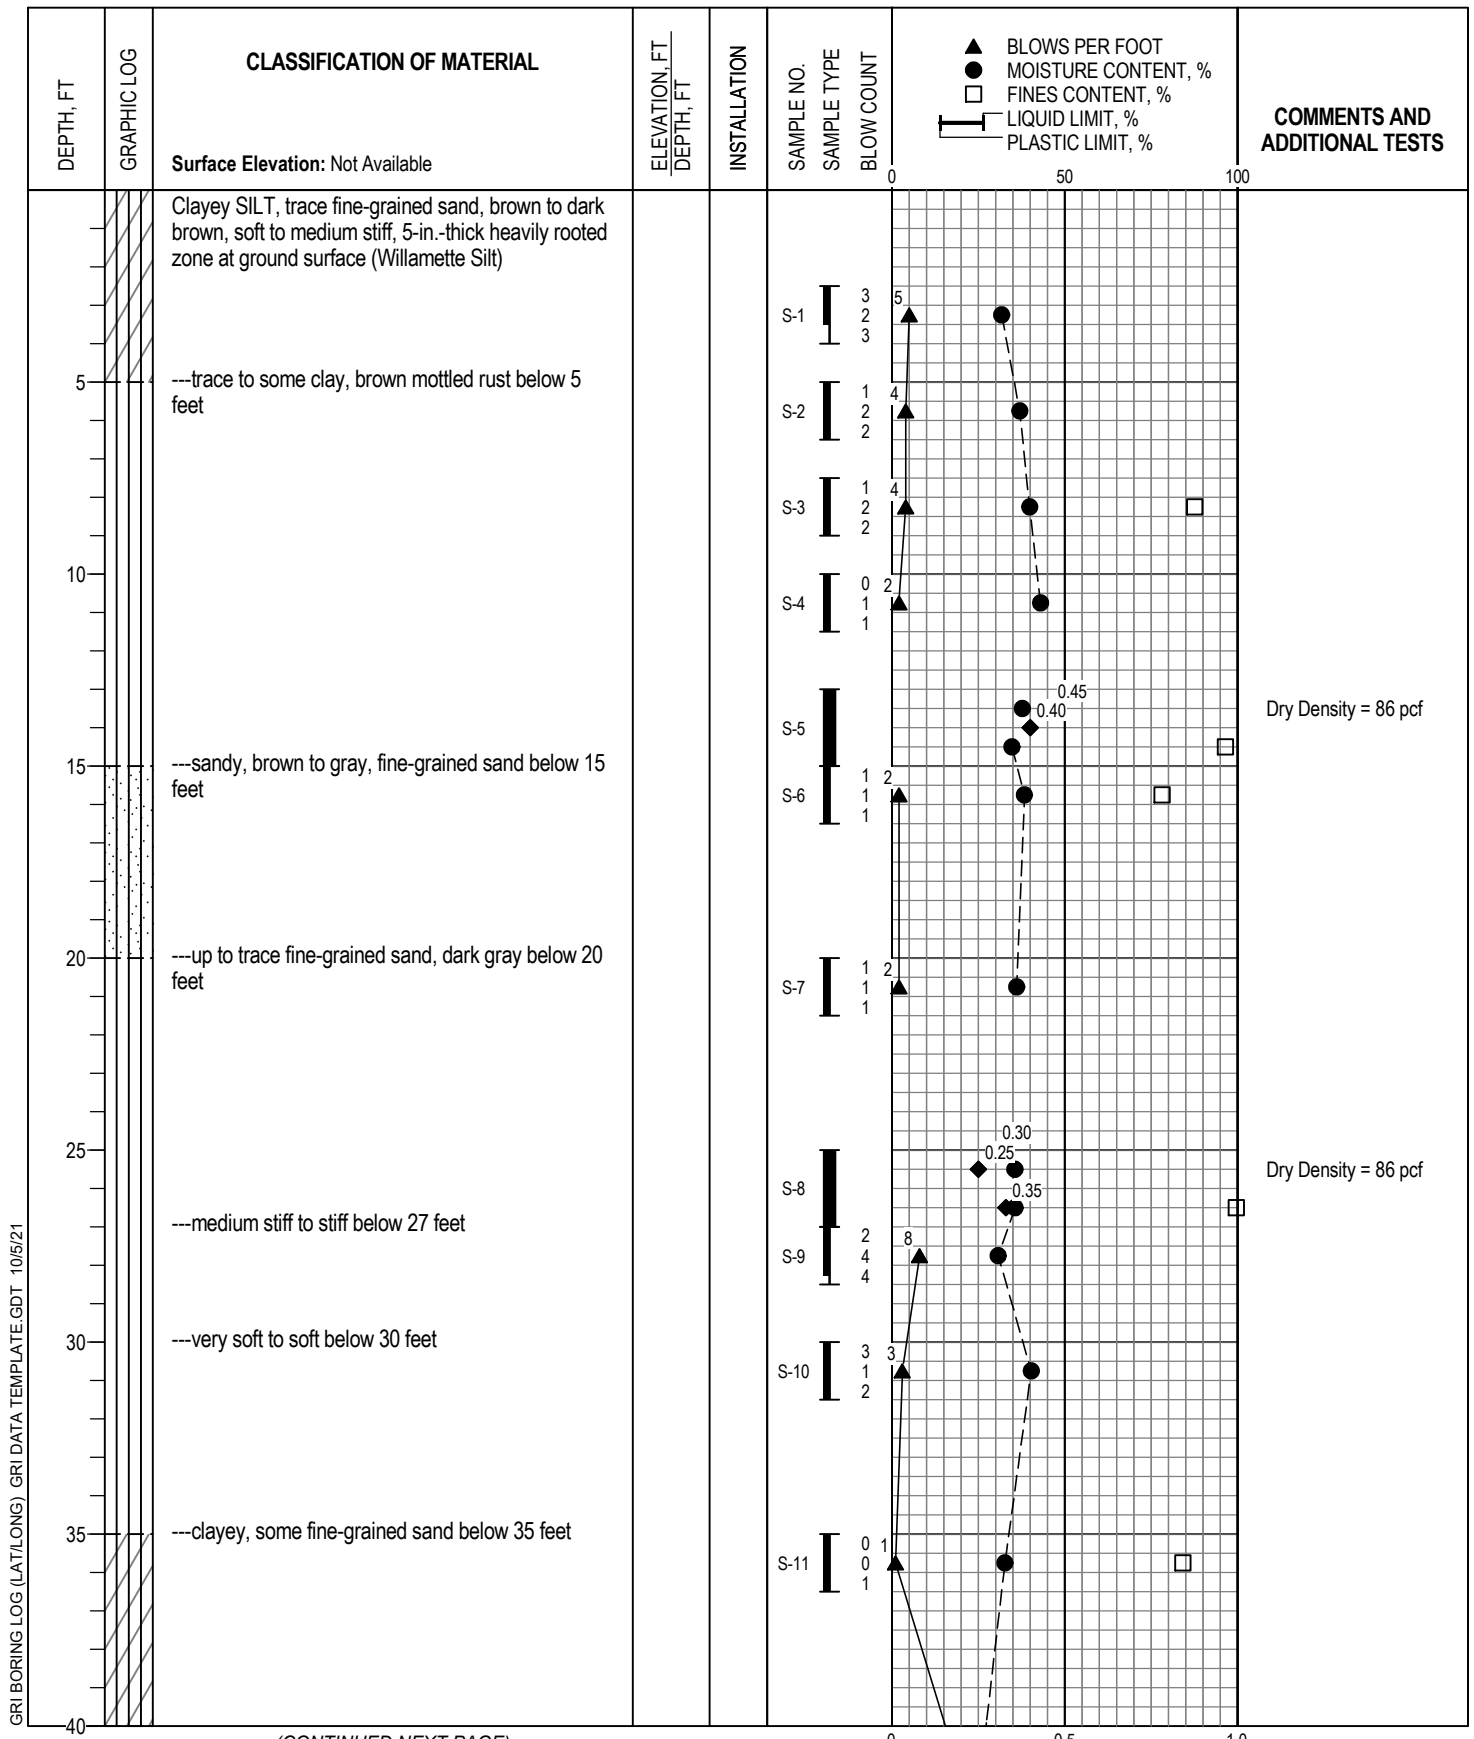 DEPTH, FT
GRAPHIC LOG
CLASSIFICATION OF MATERIAL
Surface Elevation: Not Available
ELEVATION, FT
DEPTH, FT
INSTALLATION
SAMPLE NO.
SAMPLE TYPE
BLOW COUNT
BLOWS PER FOOT
MOISTURE CONTENT, %
FINES CONTENT, %
LIQUID LIMIT, %
PLASTIC LIMIT, %
0 50 100
COMMENTS AND
ADDITIONAL TESTS
Clayey SILT, trace fine-grained sand, brown to dark
brown, soft to medium stiff, 5-in.-thick heavily rooted
zone at ground surface (Willamette Silt)
S-1
3
2
3
5
5
---trace to some clay, brown mottled rust below 5
feet
S-2
1
2
2
4
S-3
1
2
2
4
10
S-4
0
1
1
2
S-5
0.45
0.40
Dry Density = 86 pcf
15
---sandy, brown to gray, fine-grained sand below 15
feet
S-6
1
1
1
2
20
---up to trace fine-grained sand, dark gray below 20
feet
S-7
1
1
1
2
25
S-8
0.30
0.25
0.35
Dry Density = 86 pcf
---medium stiff to stiff below 27 feet
S-9
2
4
4
8
30
---very soft to soft below 30 feet
S-10
3
1
2
3
35
---clayey, some fine-grained sand below 35 feet
S-11
0
0
1
1
40
(CONTINUED NEXT PAGE)
0 0.5 1.0
GRI BORING LOG (LAT/LONG) GRI DATA TEMPLATE.GDT 10/5/21